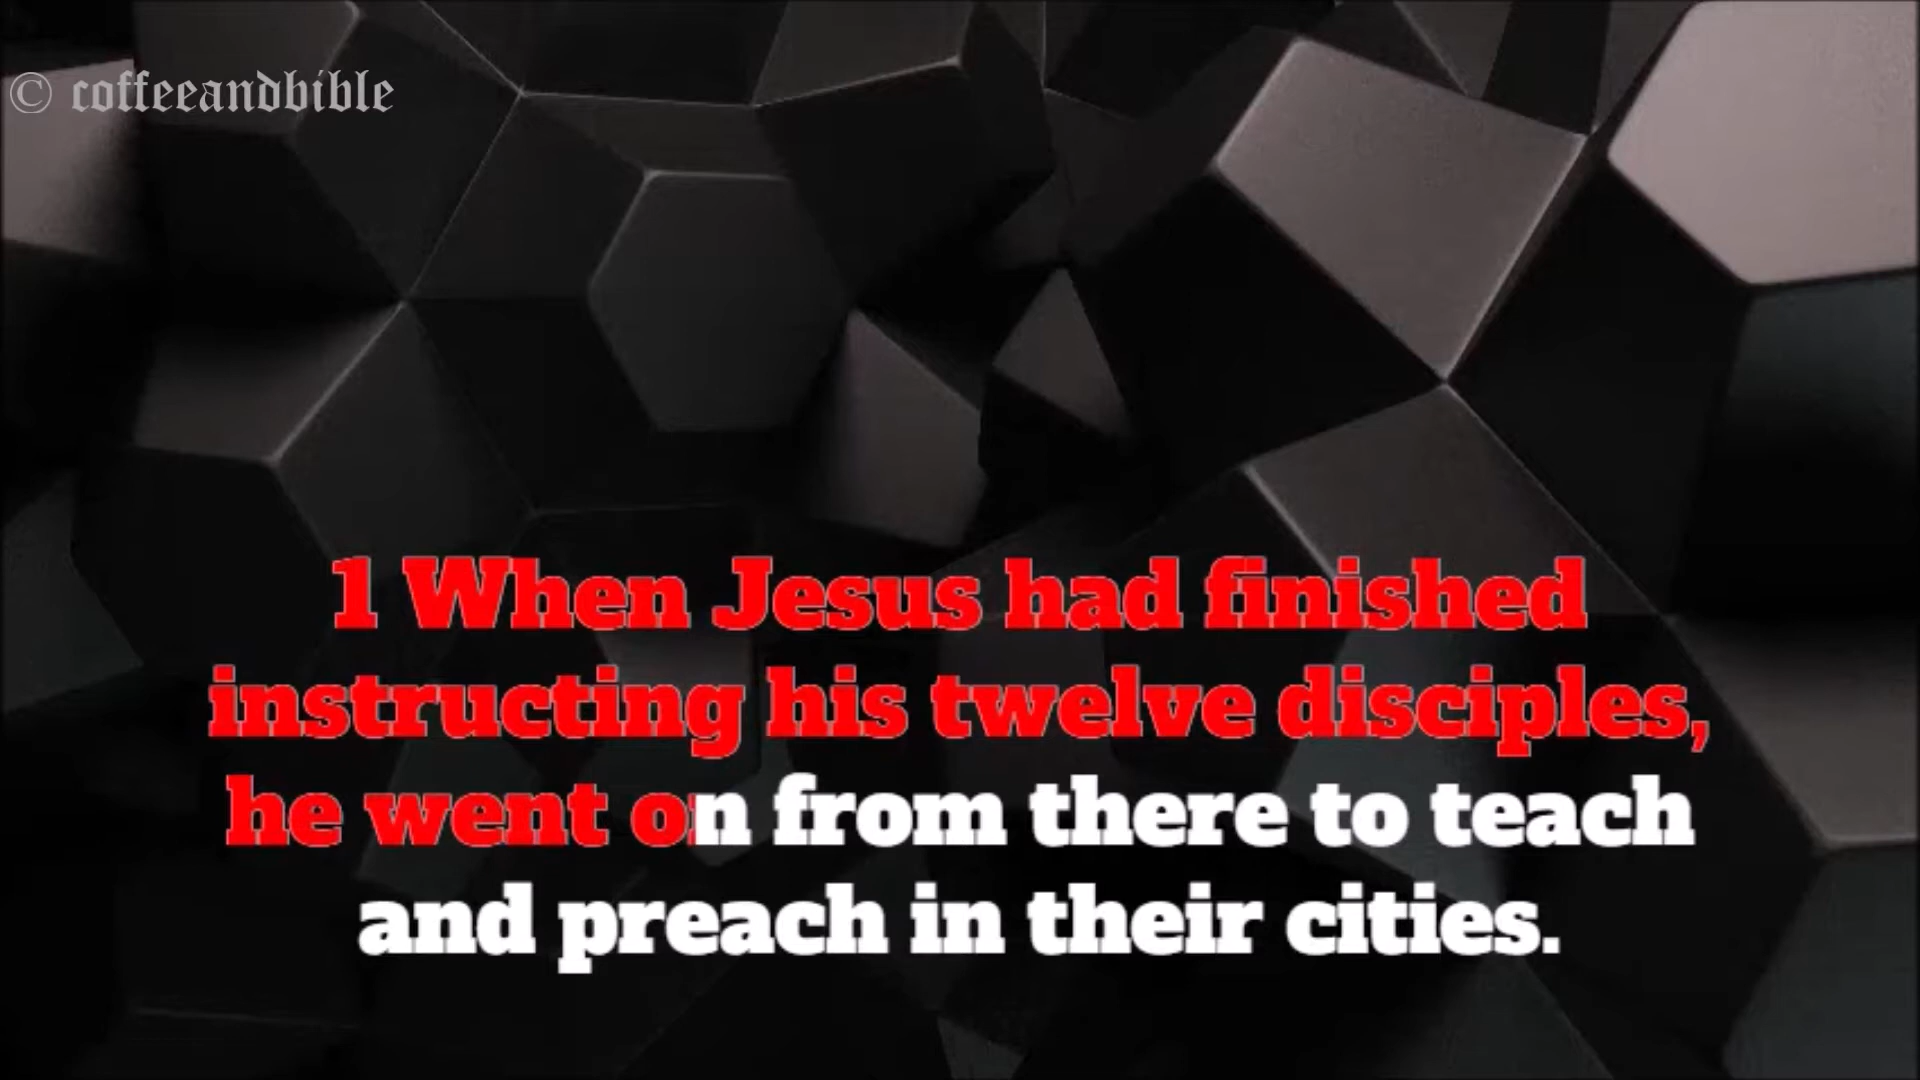 © coffeeandbible
1 When Jesus had finished
instructing his twelve disciples,
he went on from there to teach
and preach in their cities.